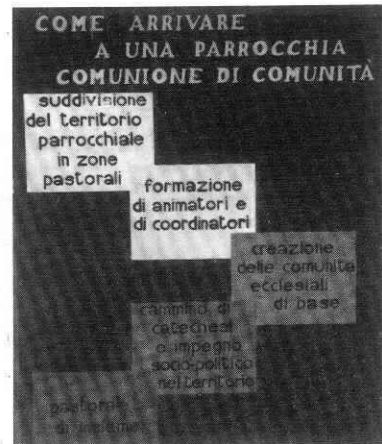 COME ARRIVARE
A UNA PARROCCHIA
COMUNIONE DI COMUNITÀ
suddivisione
del territorio
parrocchiale
in zone
pastorali
formazione
di animatori e
di coordinatori
creazione
delle comunità
ecclesiali
di base
cammino di
catechesi
e impegno
socio-politico
nel territorio
pastorale